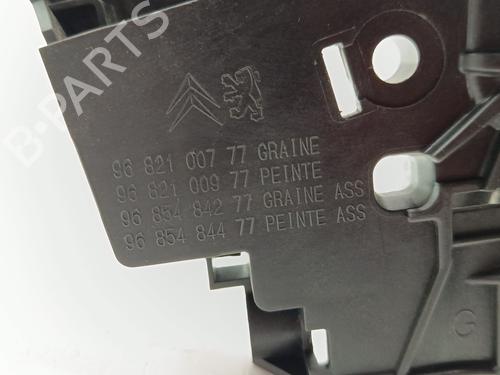 B-PARTS
96 821 007 77 GRAINE
96 821 009 77 PEINTE
96 854 842 77 GRAINE ASS
96 854 844 77 PEINTE ASS
G